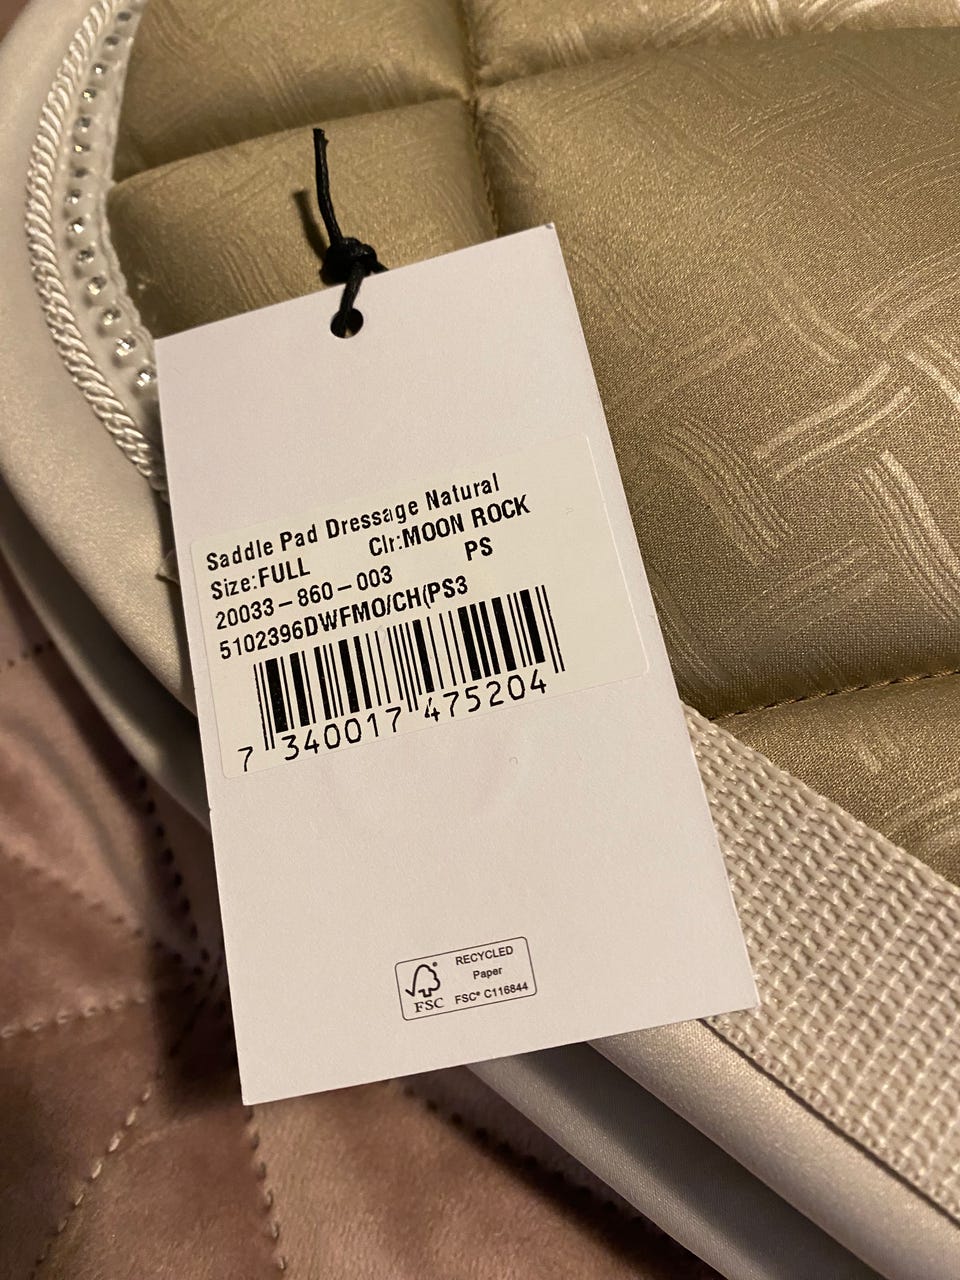 Saddle Pad Dressage Natural
Size:FULL Clr:MOON ROCK
20033-860-003 PS
5102396DWFMO/CH(PS3
7 340017 475204
RECYCLED
Paper
FSC® C116844
FSC